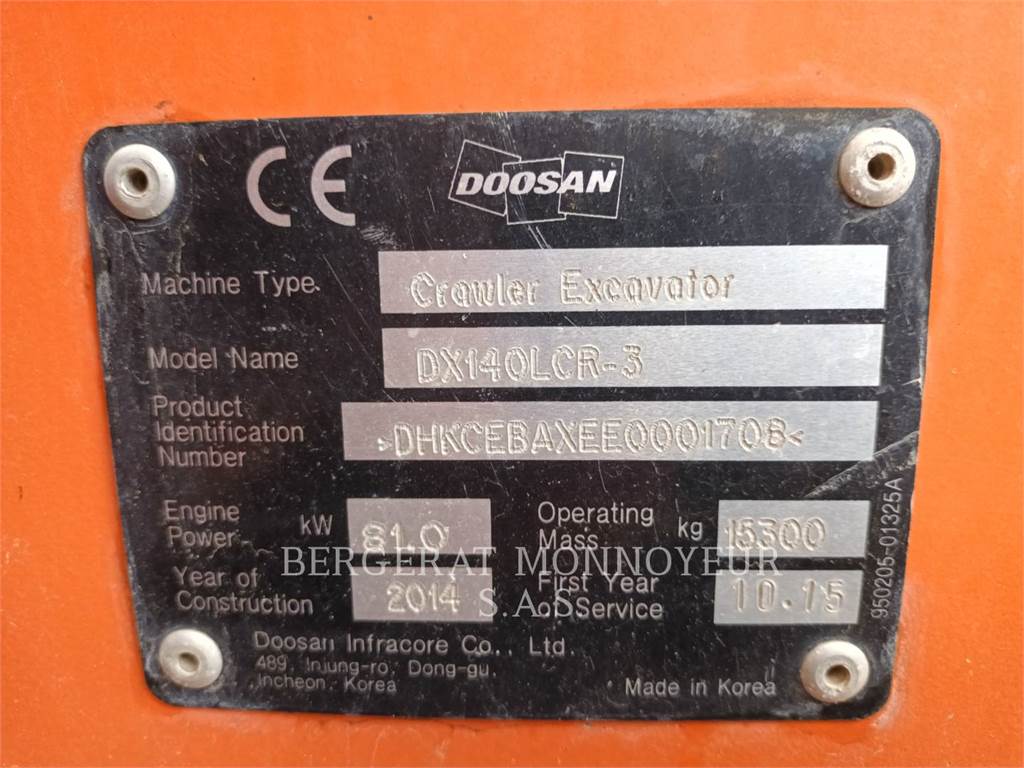 CE DOOSAN
Machine Type. Crawler Excavator
Model Name DX140LCR-3
Product
Identification
Number
>DHKCEBAXEE0001708<
Engine
Power kW 81.0
Operating
Mass kg 15300
Year of
Construction 2014
First Year
of Service 10.15
BERGERAT MONNOYEUR
S.A.S
Doosan Infracore Co., Ltd.
489, Injung-ro, Dong-gu,
Incheon, Korea
Made in Korea
950205-01325A